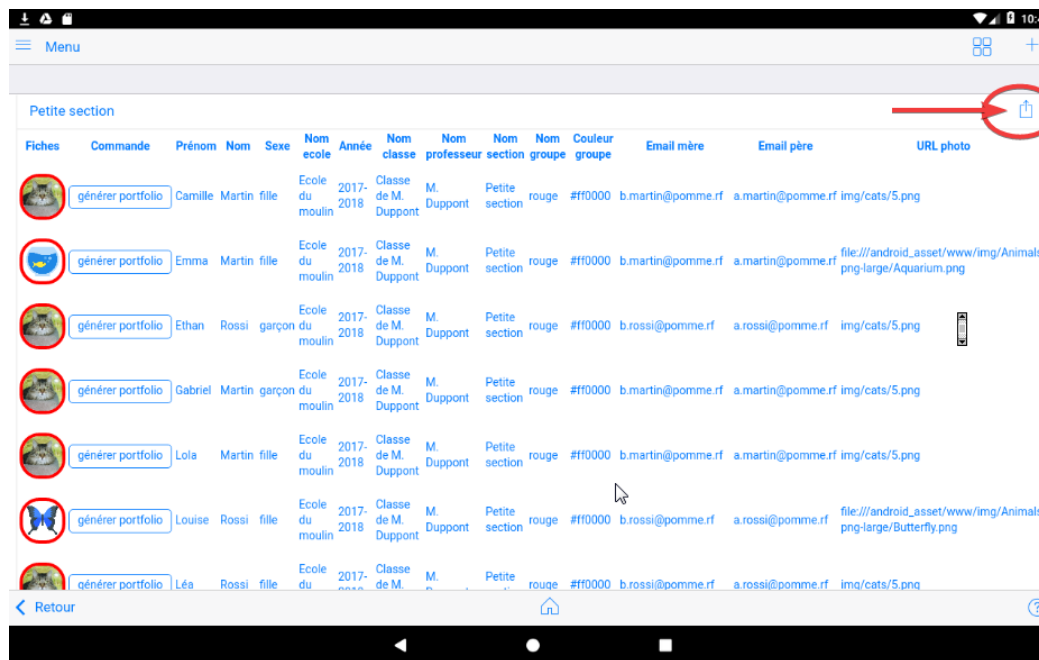 10:
Menu
Petite section
Fiches Commande Prénom Nom Sexe Nom ecole Année Nom classe Nom professeur Nom section Nom groupe Couleur groupe Email mère Email père URL photo
générer portfolio Camille Martin fille Ecole du moulin 2017-2018 Classe de M. Duppont M. Duppont Petite section rouge #ff0000 b.martin@pomme.rf a.martin@pomme.rf img/cats/5.png
générer portfolio Emma Martin fille Ecole du moulin 2017-2018 Classe de M. Duppont M. Duppont Petite section rouge #ff0000 b.martin@pomme.rf a.martin@pomme.rf file:///android_asset/www/img/Animals png-large/Aquarium.png
générer portfolio Ethan Rossi garçon Ecole du moulin 2017-2018 Classe de M. Duppont M. Duppont Petite section rouge #ff0000 b.rossi@pomme.rf a.rossi@pomme.rf img/cats/5.png
générer portfolio Gabriel Martin garçon Ecole du moulin 2017-2018 Classe de M. Duppont M. Duppont Petite section rouge #ff0000 b.martin@pomme.rf a.martin@pomme.rf img/cats/5.png
générer portfolio Lola Martin fille Ecole du moulin 2017-2018 Classe de M. Duppont M. Duppont Petite section rouge #ff0000 b.martin@pomme.rf a.martin@pomme.rf img/cats/5.png
générer portfolio Louise Rossi fille Ecole du moulin 2017-2018 Classe de M. Duppont M. Duppont Petite section rouge #ff0000 b.rossi@pomme.rf a.rossi@pomme.rf file:///android_asset/www/img/Animals png-large/Butterfly.png
générer portfolio Léa Rossi fille Ecole du 2017- Classe de M. M. Petite rouge #ff0000 b.rossi@pomme.rf a.rossi@pomme.rf img/cats/5.png
Retour